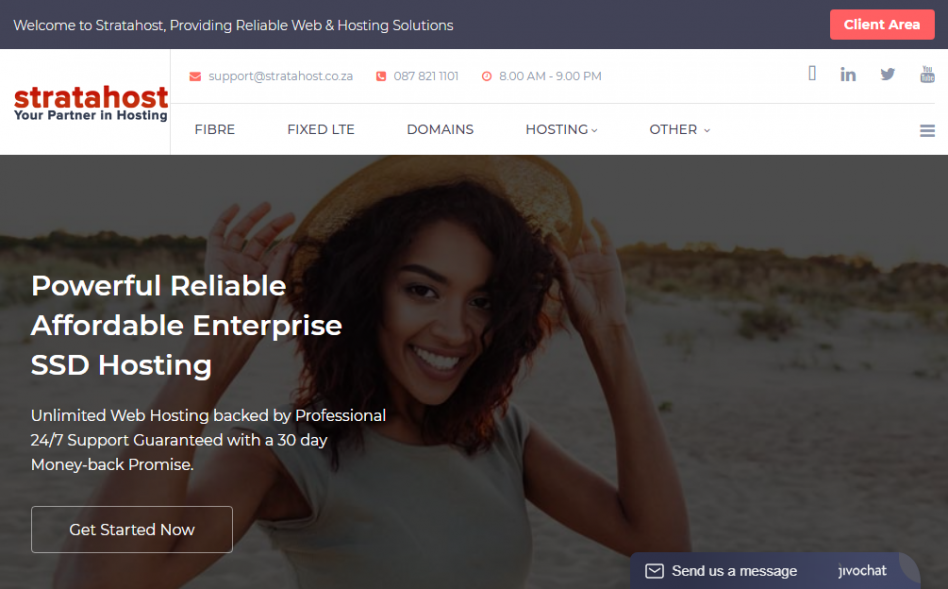 Welcome to Stratahost, Providing Reliable Web & Hosting Solutions
Client Area
stratahost
Your Partner in Hosting
support@stratahost.co.za 087 821 1101 8.00 AM - 9.00 PM
You Tube
FIBRE FIXED LTE DOMAINS HOSTING OTHER
Powerful Reliable
Affordable Enterprise
SSD Hosting
Unlimited Web Hosting backed by Professional
24/7 Support Guaranteed with a 30 day
Money-back Promise.
Get Started Now
Send us a message jivochat